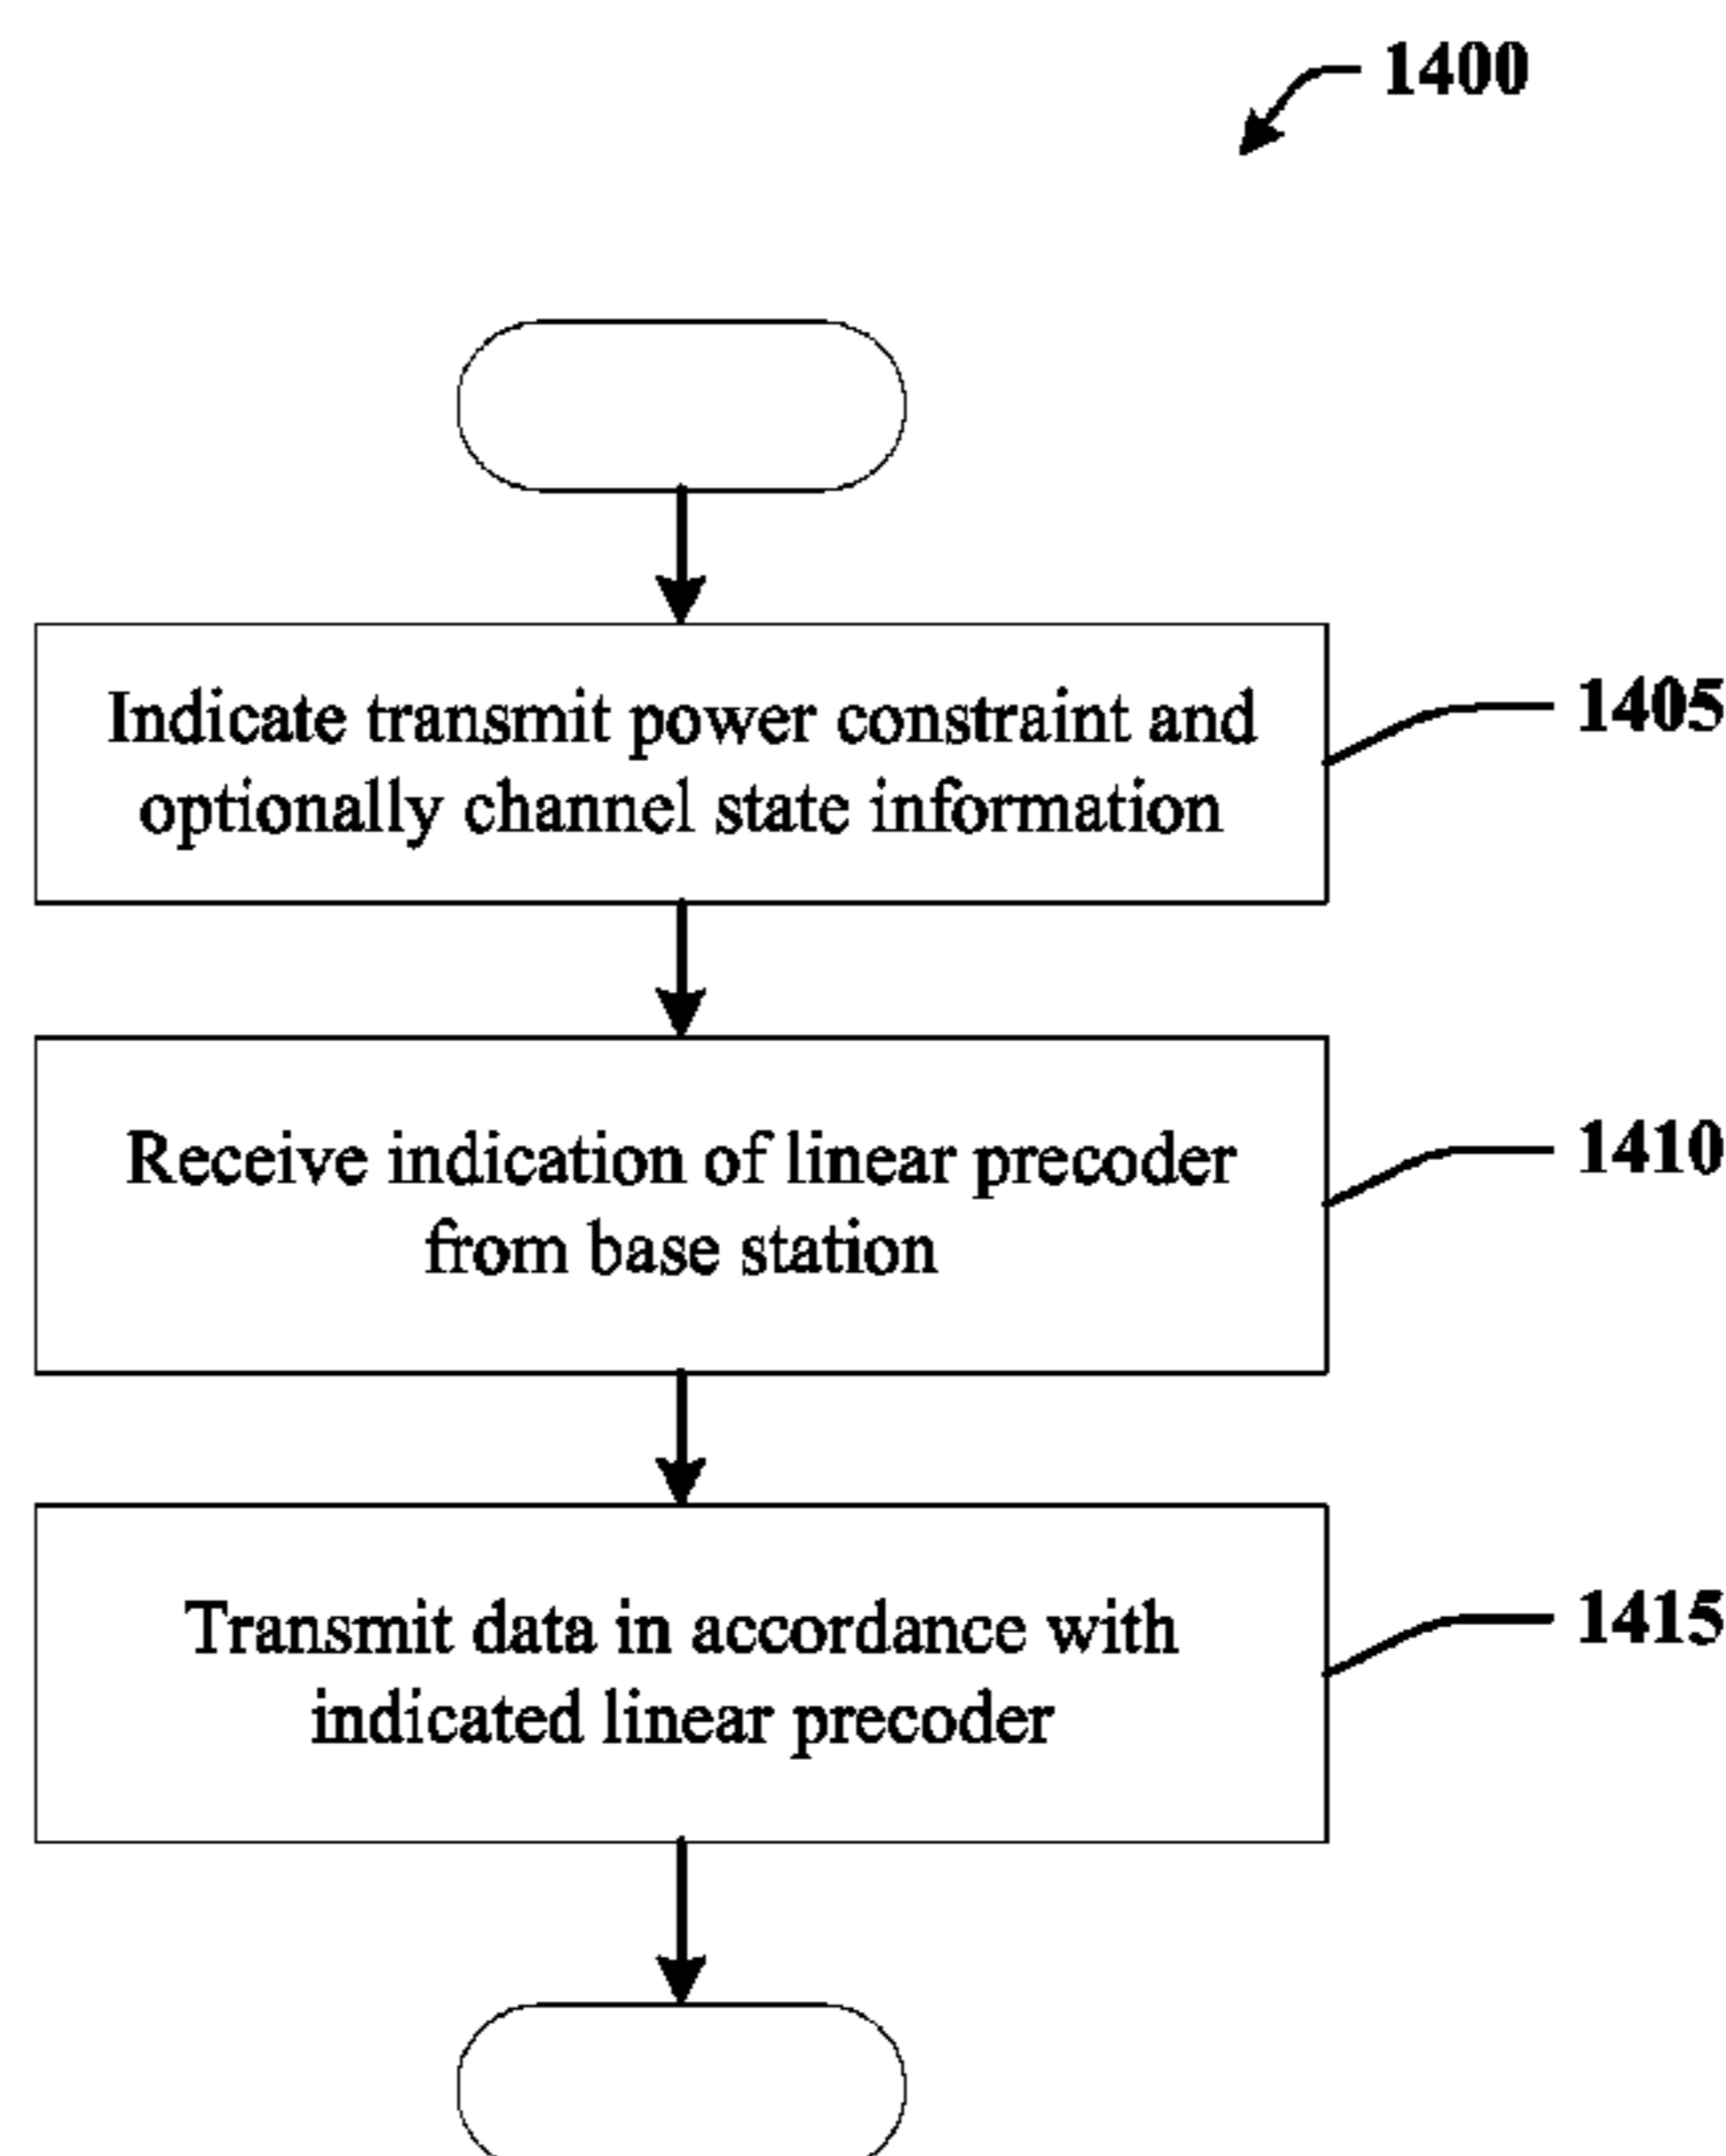 1400
Indicate transmit power constraint and
optionally channel state information
1405
Receive indication of linear precoder
from base station
1410
Transmit data in accordance with
indicated linear precoder
1415